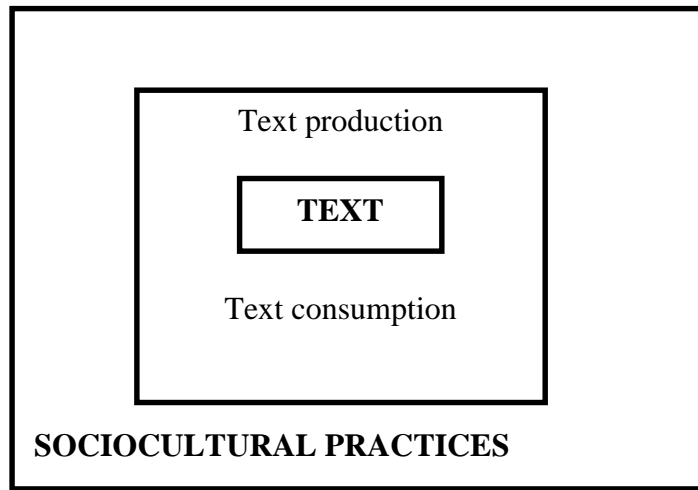 Text production
TEXT
Text consumption
SOCIOCULTURAL PRACTICES